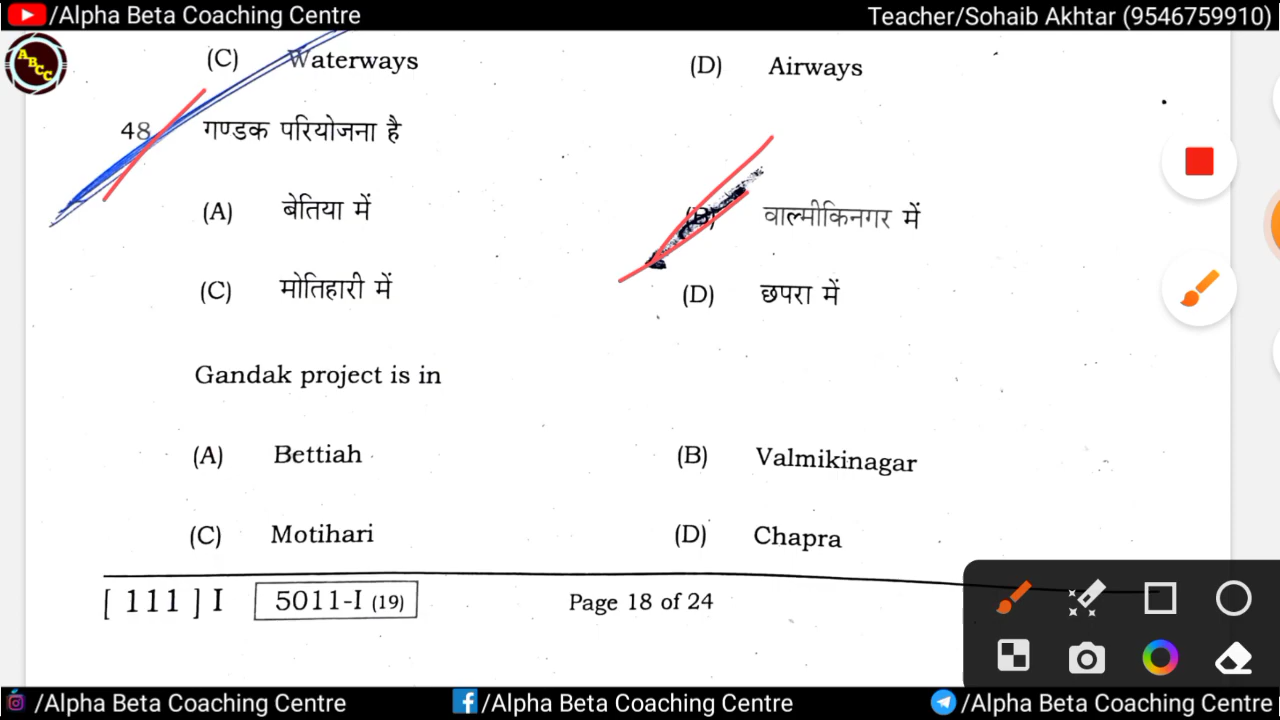 /Alpha Beta Coaching Centre Teacher/Sohaib Akhtar (9546759910)
ABCC
(C) Waterways (D) Airways
48. गण्डक परियोजना है
(A) बेतिया में (B) वाल्मीकिनगर में
(C) मोतिहारी में (D) छपरा में
Gandak project is in
(A) Bettiah (B) Valmikinagar
(C) Motihari (D) Chapra
[ 111 ] I 5011-I (19) Page 18 of 24
/Alpha Beta Coaching Centre /Alpha Beta Coaching Centre /Alpha Beta Coaching Centre